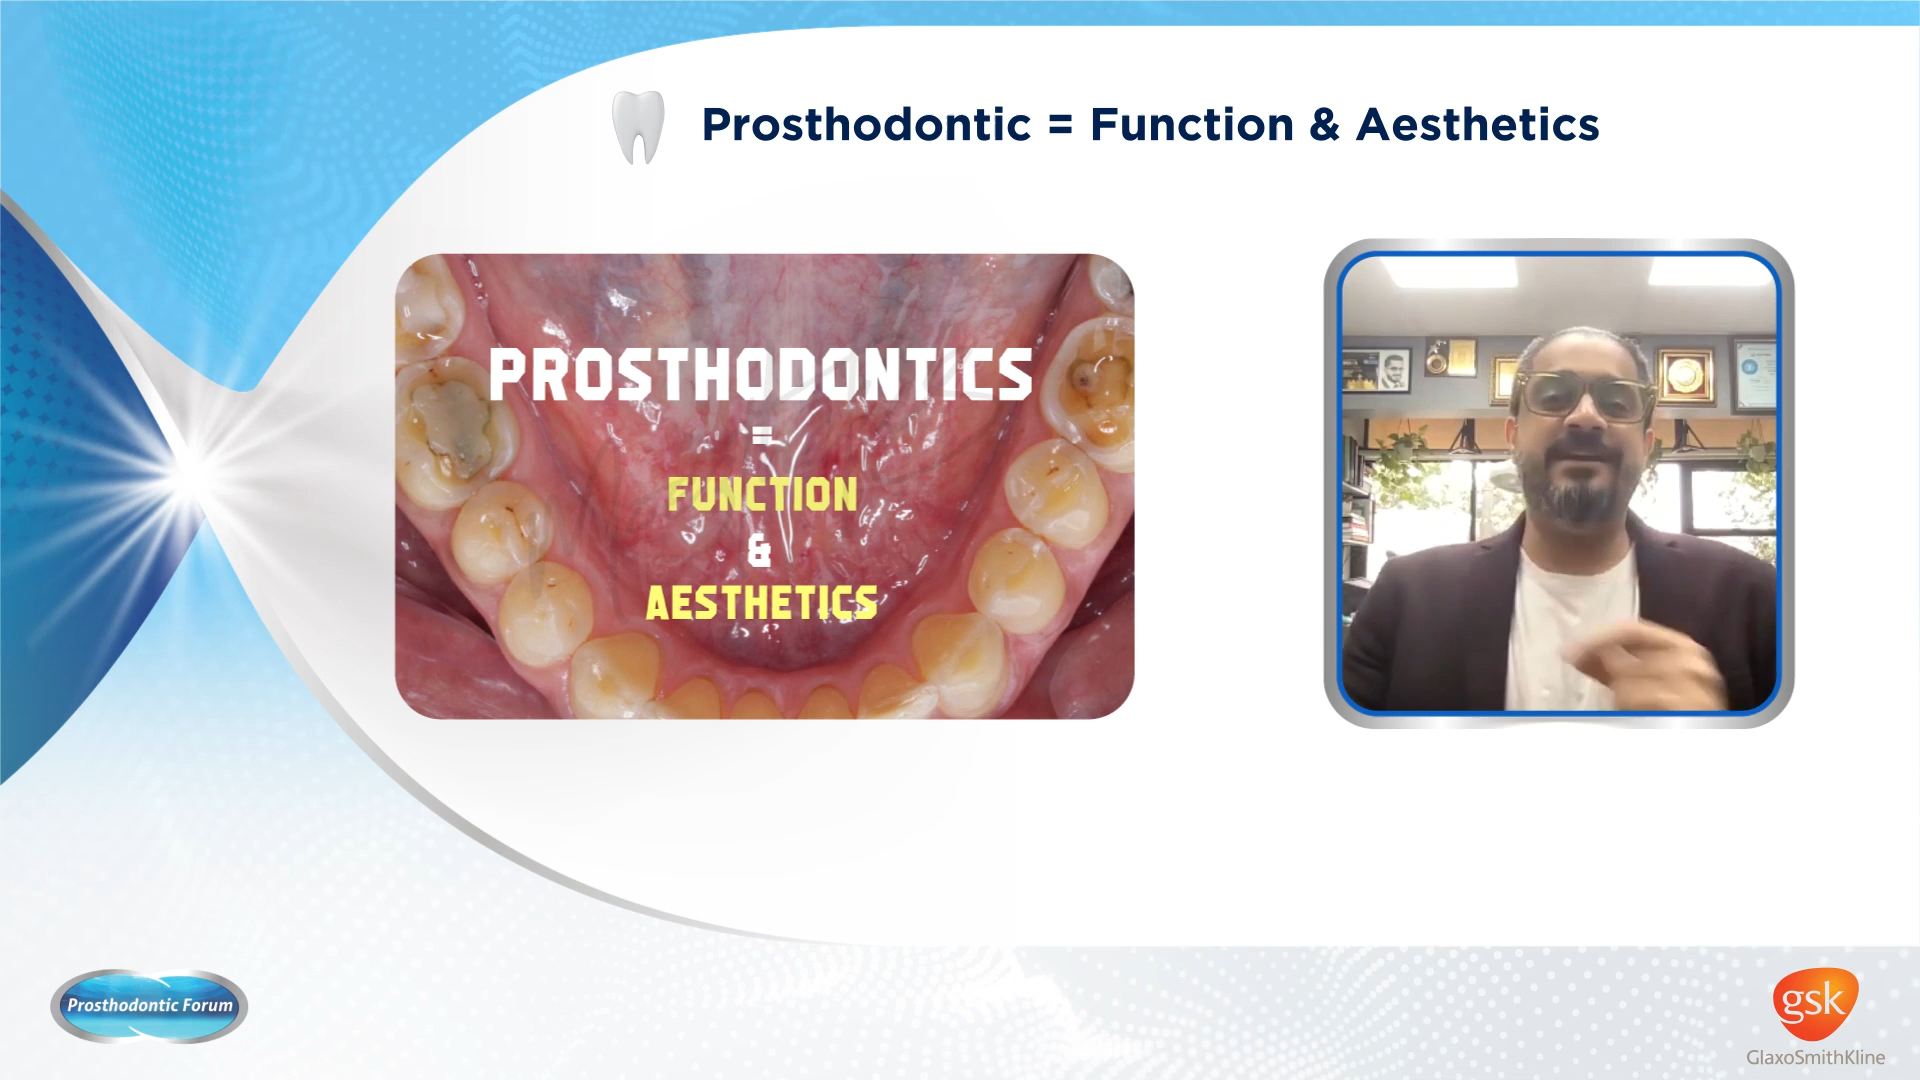 Prosthodontic = Function & Aesthetics
PROSTHODONTICS
=
FUNCTION
&
AESTHETICS
Prosthodontic Forum
gsk
GlaxoSmithKline